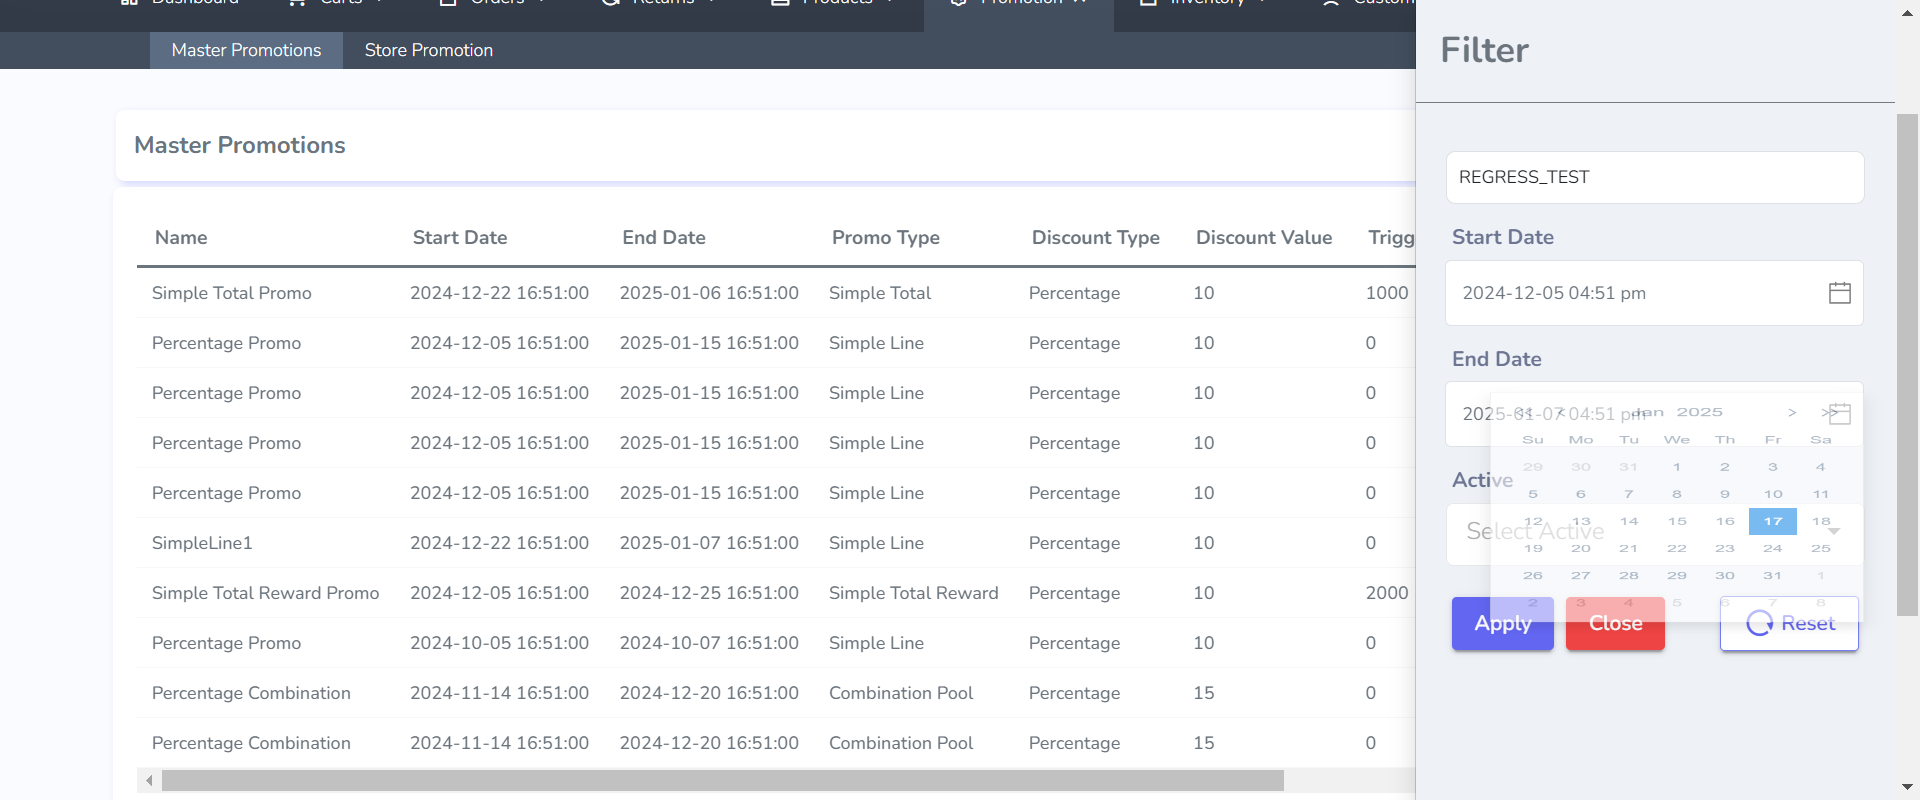 Dashboard Carts Orders Returns Products Promotion Inventory Custom
Master Promotions Store Promotion
Master Promotions
Name Start Date End Date Promo Type Discount Type Discount Value Trigg
Simple Total Promo 2024-12-22 16:51:00 2025-01-06 16:51:00 Simple Total Percentage 10 1000
Percentage Promo 2024-12-05 16:51:00 2025-01-15 16:51:00 Simple Line Percentage 10 0
Percentage Promo 2024-12-05 16:51:00 2025-01-15 16:51:00 Simple Line Percentage 10 0
Percentage Promo 2024-12-05 16:51:00 2025-01-15 16:51:00 Simple Line Percentage 10 0
Percentage Promo 2024-12-05 16:51:00 2025-01-15 16:51:00 Simple Line Percentage 10 0
SimpleLine1 2024-12-22 16:51:00 2025-01-07 16:51:00 Simple Line Percentage 10 0
Simple Total Reward Promo 2024-12-05 16:51:00 2024-12-25 16:51:00 Simple Total Reward Percentage 10 2000
Percentage Promo 2024-10-05 16:51:00 2024-10-07 16:51:00 Simple Line Percentage 10 0
Percentage Combination 2024-11-14 16:51:00 2024-12-20 16:51:00 Combination Pool Percentage 15 0
Percentage Combination 2024-11-14 16:51:00 2024-12-20 16:51:00 Combination Pool Percentage 15 0
Filter
REGRESS_TEST
Start Date
2024-12-05 04:51 pm
End Date
2025-01-07 04:51 pm
<< < Jan 2025 > >>
Su Mo Tu We Th Fr Sa
29 30 31 1 2 3 4
Active
5 6 7 8 9 10 11
Select Active
12 13 14 15 16 17 18
19 20 21 22 23 24 25
26 27 28 29 30 31 1
2 3 4 5 6 7 8
Apply Close Reset